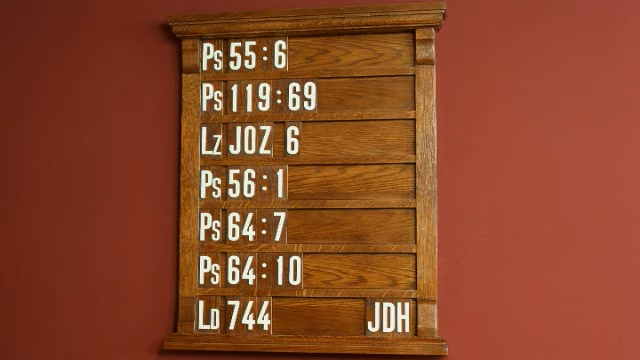 Ps 55:6
Ps 119:69
Lz JOZ 6
Ps 56:1
Ps 64:7
Ps 64:10
LD 744 JDH